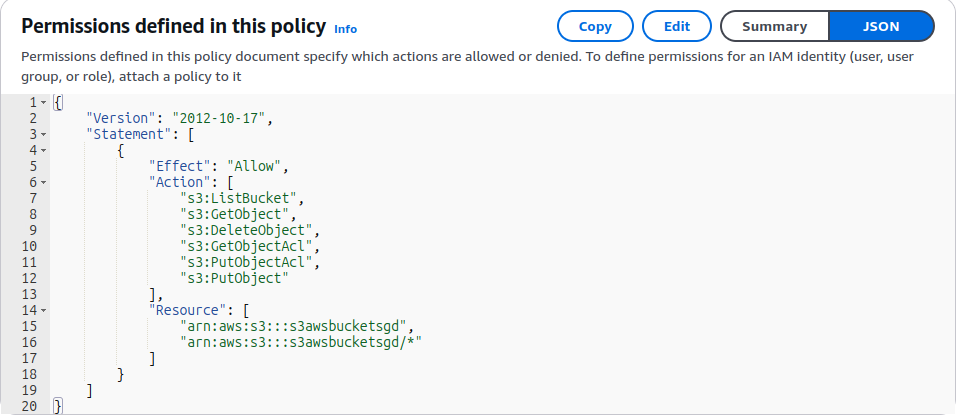 Permissions defined in this policy Info
Copy
Edit
Summary
JSON
Permissions defined in this policy document specify which actions are allowed or denied. To define permissions for an IAM identity (user, user
group, or role), attach a policy to it
1 {
2 "Version": "2012-10-17",
3 "Statement": [
4 {
5 "Effect": "Allow",
6 "Action": [
7 "s3:ListBucket",
8 "s3:GetObject",
9 "s3:DeleteObject",
10 "s3:GetObjectAcl",
11 "s3:PutObjectAcl",
12 "s3:PutObject"
13 ],
14 "Resource": [
15 "arn:aws:s3:::s3awsbucketsgd",
16 "arn:aws:s3:::s3awsbucketsgd/*"
17 ]
18 }
19 ]
20 }